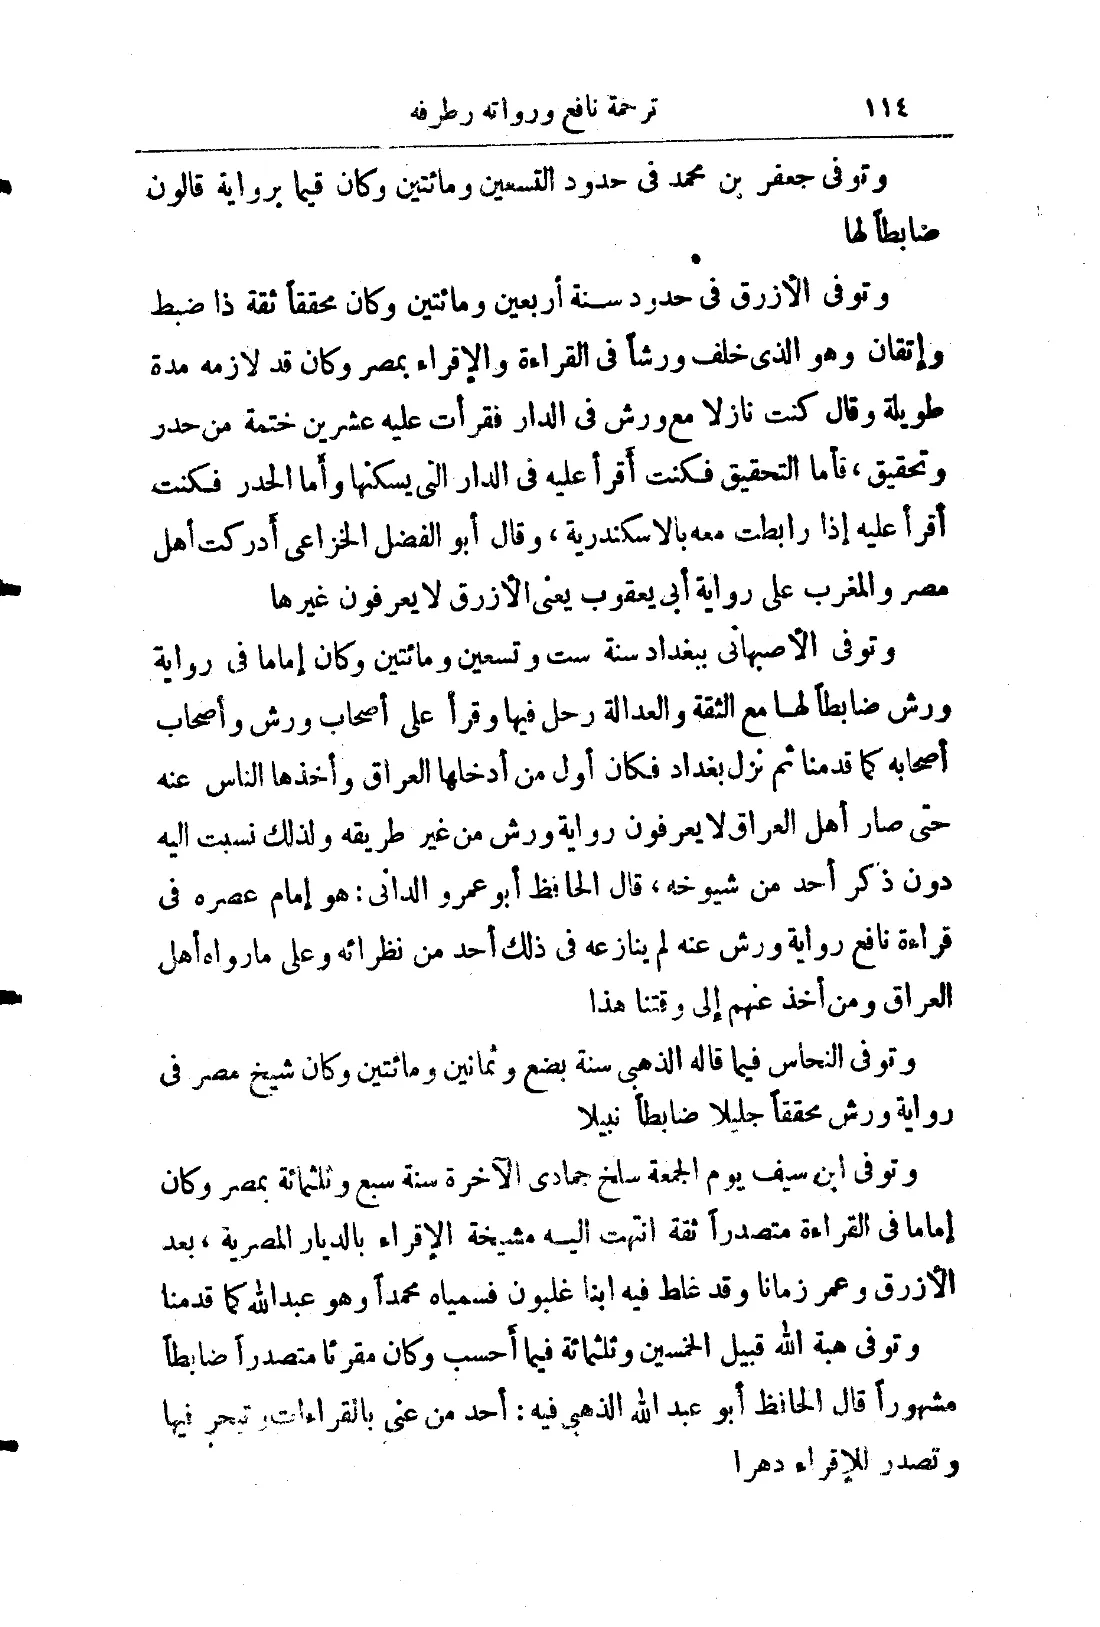 ١١٤ ترجمة نافع ورواته رطرفه
وتوفى جعفر بن محمد فى حدود التسعين ومائتين وكان قيما برواية قالون
ضابطاً لها
وتوفى الأزرق فى حدود سنة أربعين ومائتين وكان محققاً ثقة ذا ضبط
وإتقان وهو الذى خلف ورشاً فى القراءة والإقراء بمصر وكان قد لازمه مدة
طويلة وقال كنت نازلا مع ورش فى الدار فقرأت عليه عشرين ختمة من حدر
وتحقيق، فأما التحقيق فكنت أقرأ عليه فى الدار التى يسكنها وأما الحدر فكنت
أقرأ عليه إذا رابطت معه بالاسكندرية، وقال أبو الفضل الخزاعى أدركت أهل
مصر والمغرب على رواية أبى يعقوب يعنى الأزرق لا يعرفون غيرها
وتوفى الأصبهانى ببغداد سنة ست وتسعين ومائتين وكان إماما فى رواية
ورش ضابطاً لها مع الثقة والعدالة رحل فيها وقرأ على أصحاب ورش وأصحاب
أصحابه كما قدمنا ثم نزل بغداد فكان أول من أدخلها العراق وأخذها الناس عنه
حتى صار أهل العراق لا يعرفون رواية ورش من غير طريقه ولذلك نسبت اليه
دون ذكر أحد من شيوخه، قال الحافظ أبو عمرو الدانى: هو إمام عصره فى
قراءة نافع رواية ورش عنه لم ينازعه فى ذلك أحد من نظرائه وعلى مارواه أهل
العراق ومن أخذ عنهم إلى وقتنا هذا
وتوفى النحاس فيما قاله الذهبى سنة بضع وثمانين ومائتين وكان شيخ مصر فى
رواية ورش محققاً جليلا ضابطاً نبيلا
وتوفى ابن سيف يوم الجمعة سلخ جمادى الآخرة سنة سبع وثلثمائة بمصر وكان
إماما فى القراءة متصدراً ثقة انتهت اليه مشيخة الإقراء بالديار المصرية، بعد
الأزرق وعمر زمانا وقد غلط فيه ابنا غلبون فسمياه محمداً وهو عبد الله كما قدمنا
وتوفى هبة الله قبيل الخمسين وثلثمائة فيما أحسب وكان مقرئا متصدراً ضابطاً
مشهوراً قال الحافظ أبو عبد الله الذهبى فيه: أحد من عنى بالقراءات وتبحر فيها
وتصدر للإقراء دهرا